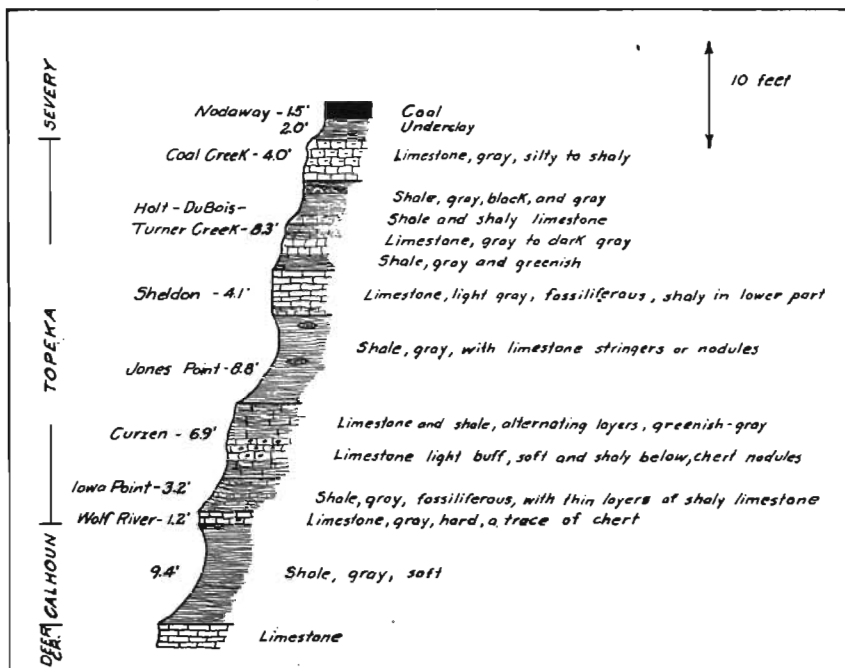 10 feet
SEVERY
Nodaway - 1.5'
Coal
2.0'
Underclay
Coal Creek - 4.0'
Limestone, gray, silty to shaly
Holt - DuBois -
Turner Creek - 8.3'
Shale, gray, black, and gray
Shale and shaly limestone
Limestone, gray to dark gray
Shale, gray and greenish
TOPEKA
Sheldon - 4.1'
Limestone, light gray, fossiliferous, shaly in lower part
Jones Point - 8.8'
Shale, gray, with limestone stringers or nodules
Curzen - 6.9'
Limestone and shale, alternating layers, greenish-gray
Limestone light buff, soft and shaly below, chert nodules
Iowa Point - 3.2'
Shale, gray, fossiliferous, with thin layers of shaly limestone
Wolf River - 1.2'
Limestone, gray, hard, a trace of chert
CALHOUN
9.4'
Shale, gray, soft
DEER
CR.
Limestone